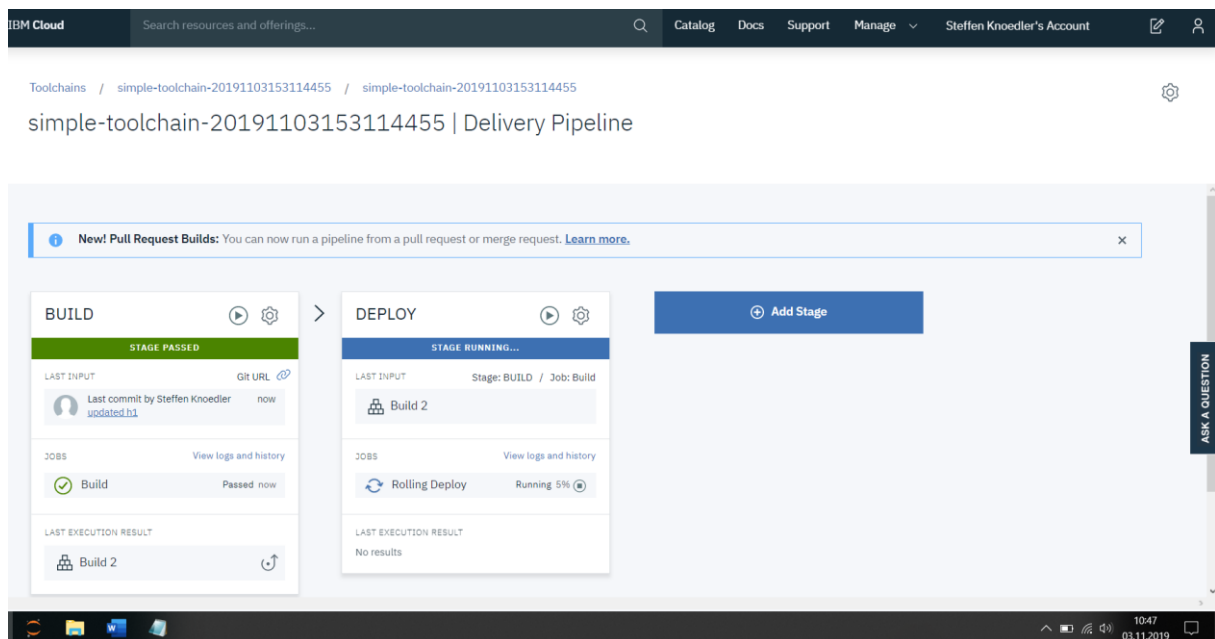 IBM Cloud Search resources and offerings... Catalog Docs Support Manage Steffen Knoedler's Account
Toolchains / simple-toolchain-20191103153114455 / simple-toolchain-20191103153114455
simple-toolchain-20191103153114455 | Delivery Pipeline
New! Pull Request Builds: You can now run a pipeline from a pull request or merge request. Learn more.
BUILD
STAGE PASSED
LAST INPUT Git URL
Last commit by Steffen Knoedler now
updated h1
JOBS View logs and history
Build Passed now
LAST EXECUTION RESULT
Build 2
DEPLOY
STAGE RUNNING...
LAST INPUT Stage: BUILD / Job: Build
Build 2
JOBS View logs and history
Rolling Deploy Running 5%
LAST EXECUTION RESULT
No results
Add Stage
ASK A QUESTION
10:47
03.11.2019